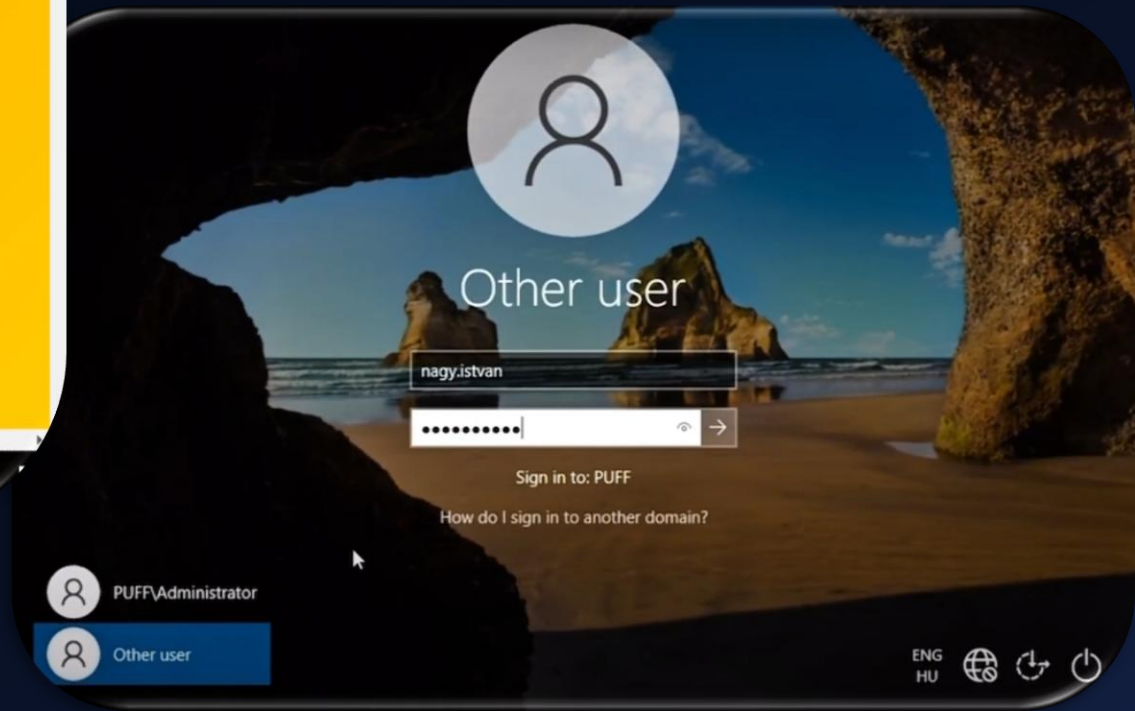 Other user
nagy.istvan
Sign in to: PUFF
How do I sign in to another domain?
PUFF\Administrator
Other user
ENG
HU